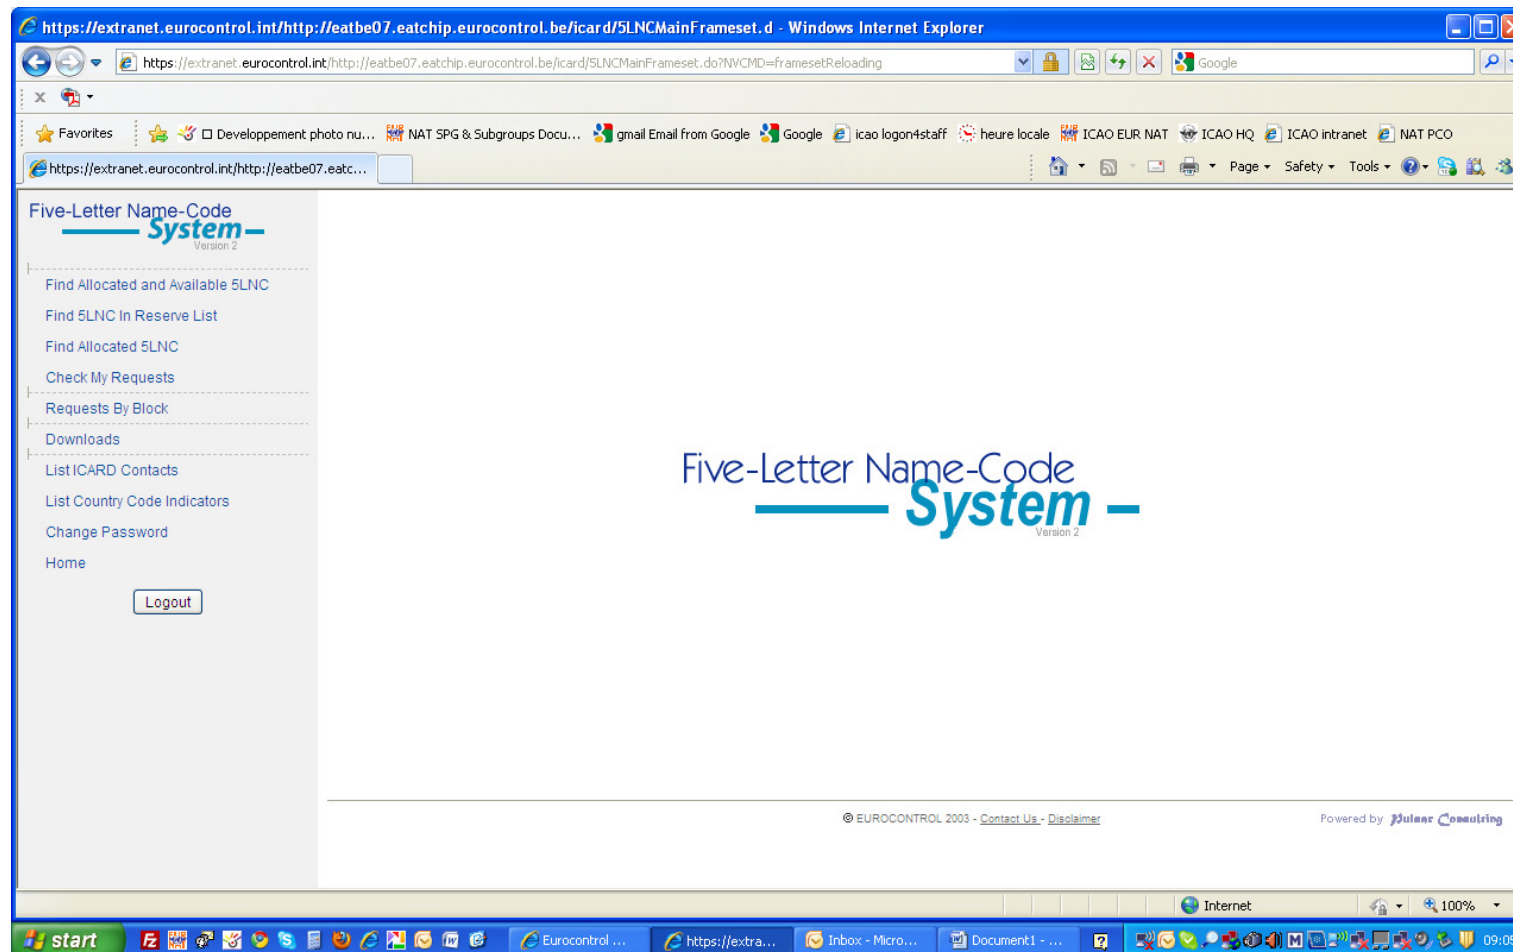 https://extranet.eurocontrol.int/http://eatbe07.eatchip.eurocontrol.be/icard/5LNCMainFrameset.d - Windows Internet Explorer
https://extranet.eurocontrol.int/http://eatbe07.eatchip.eurocontrol.be/icard/5LNCMainFrameset.do?NVCMD=framesetReloading
Google
x
Favorites Developpement photo nu... NAT SPG & Subgroups Docu... gmail Email from Google Google icao logon4staff heure locale ICAO EUR NAT ICAO HQ ICAO intranet NAT PCO
https://extranet.eurocontrol.int/http://eatbe07.eatc... Page Safety Tools
Five-Letter Name-Code
System
Version 2
Find Allocated and Available 5LNC
Find 5LNC In Reserve List
Find Allocated 5LNC
Check My Requests
Requests By Block
Downloads
List ICARD Contacts
List Country Code Indicators
Change Password
Home
Logout
Five-Letter Name-Code
System
Version 2
© EUROCONTROL 2003 - Contact Us - Disclaimer
Powered by Pulsar Consulting
Internet 100%
start Eurocontrol ... https://extra... Inbox - Micro... Document1 - ... 09:05